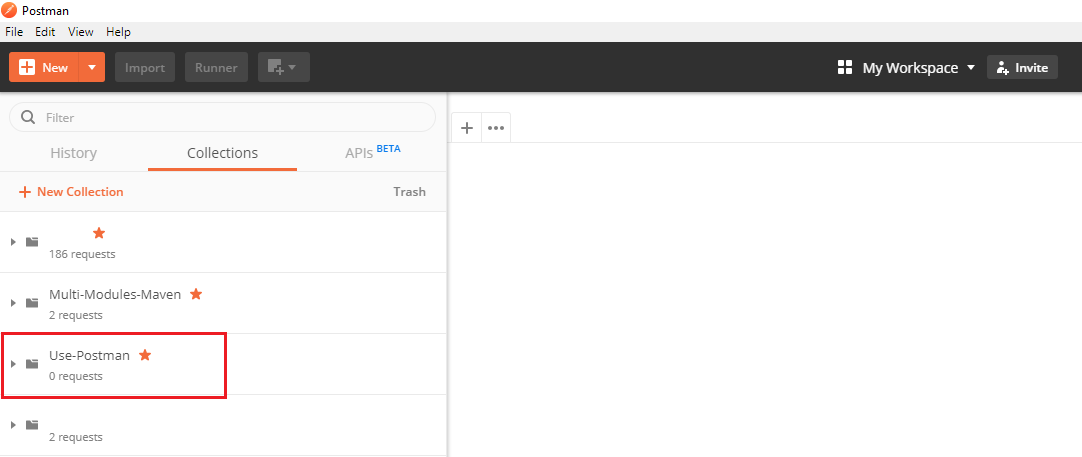 Postman
File Edit View Help
New Import Runner My Workspace Invite
Filter
History Collections APIs BETA
New Collection Trash
186 requests
Multi-Modules-Maven
2 requests
Use-Postman
0 requests
2 requests